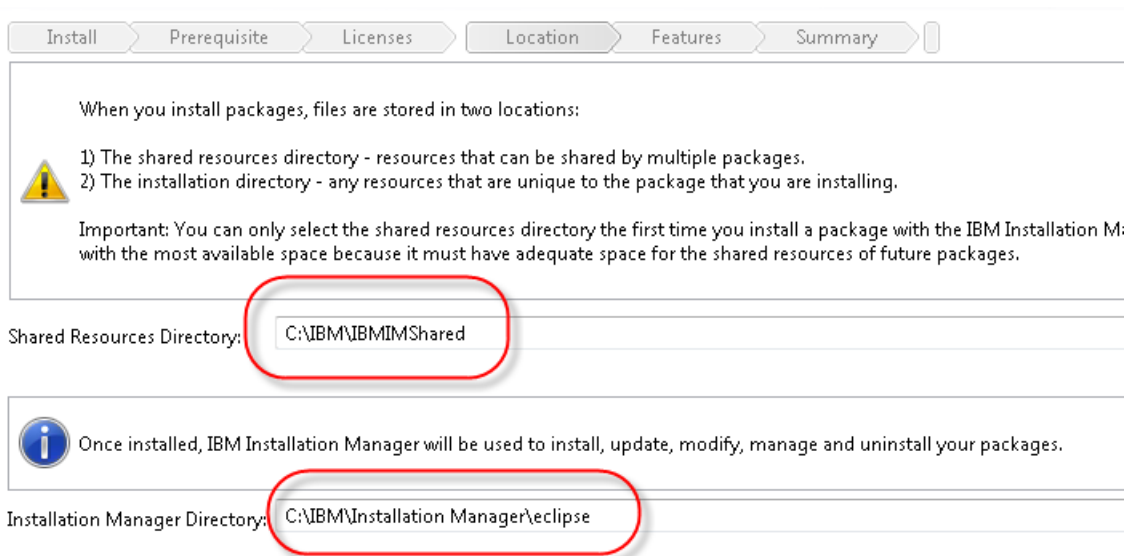 Install Prerequisite Licenses Location Features Summary
When you install packages, files are stored in two locations:
1) The shared resources directory - resources that can be shared by multiple packages.
2) The installation directory - any resources that are unique to the package that you are installing.
Important: You can only select the shared resources directory the first time you install a package with the IBM Installation
with the most available space because it must have adequate space for the shared resources of future packages.
Shared Resources Directory: C:\IBM\IBMIMShared
Once installed, IBM Installation Manager will be used to install, update, modify, manage and uninstall your packages.
Installation Manager Directory: C:\IBM\Installation Manager\eclipse